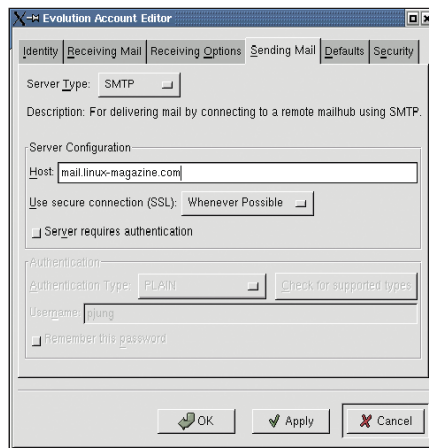 Evolution Account Editor
Identity Receiving Mail Receiving Options Sending Mail Defaults Security
Server Type: SMTP
Description: For delivering mail by connecting to a remote mailhub using SMTP.
Server Configuration
Host: mail.linux-magazine.com
Use secure connection (SSL): Whenever Possible
Server requires authentication
Authentication
Authentication Type: PLAIN Check for supported types
Username: pjung
Remember this password
OK Apply Cancel